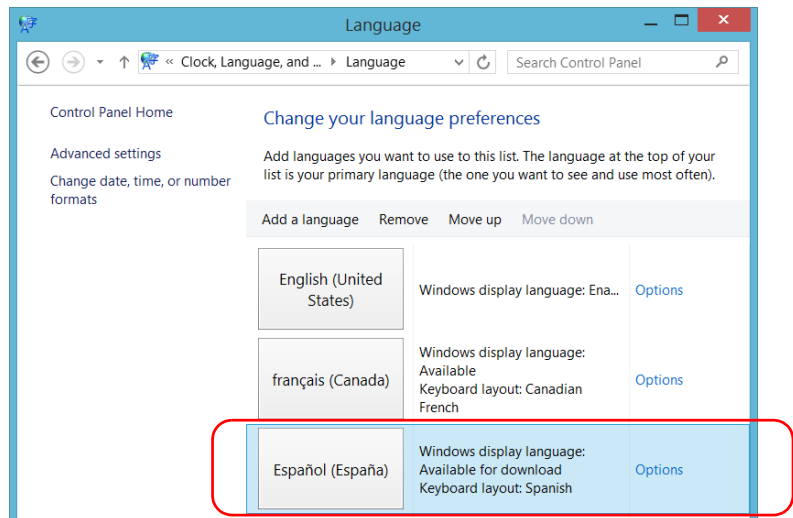 Language
« Clock, Language, and ... Language
Search Control Panel
Control Panel Home
Advanced settings
Change date, time, or number
formats
Change your language preferences
Add languages you want to use to this list. The language at the top of your
list is your primary language (the one you want to see and use most often).
Add a language Remove Move up Move down
English (United
States)
Windows display language: Ena...
Options
français (Canada)
Windows display language:
Available
Keyboard layout: Canadian
French
Options
Español (España)
Windows display language:
Available for download
Keyboard layout: Spanish
Options